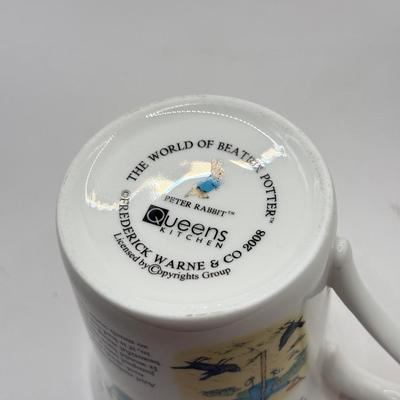 THE WORLD OF BEATRIX POTTER™
PETER RABBIT™
Queens
KITCHEN
©FREDERICK WARNE & CO 2008
Licensed by Copyrights Group